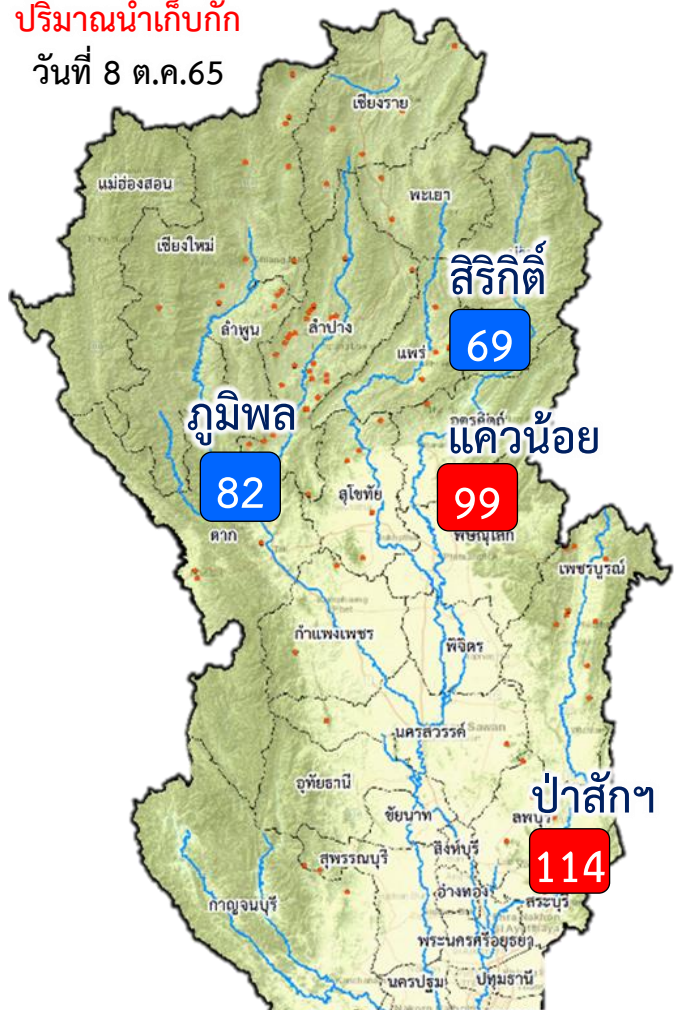 ปริมาณน้ำเก็บกัก
วันที่ 8 ต.ค.65
เชียงราย
แม่ฮ่องสอน
พะเยา
เชียงใหม่
สิริกิติ์
69
ลำพูน
ลำปาง
แพร่
ภูมิพล
82
อุตรดิตถ์
แควน้อย
99
สุโขทัย
ตาก
พิษณุโลก
เพชรบูรณ์
กำแพงเพชร
พิจิตร
นครสวรรค์
Sawan
อุทัยธานี
ป่าสักฯ
114
ชัยนาท
ลพบุรี
สิงห์บุรี
สุพรรณบุรี
อ่างทอง
สระบุรี
กาญจนบุรี
พระนครศรีอยุธยา
นครปฐม
ปทุมธานี